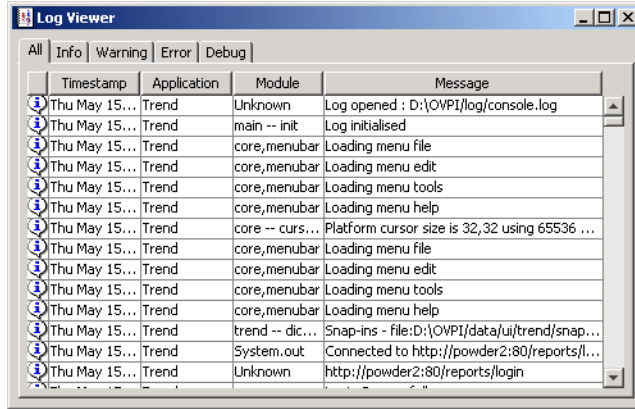 Log Viewer
All Info Warning Error Debug
Timestamp Application Module Message
Thu May 15... Trend Unknown Log opened : D:\OVPI/log/console.log
Thu May 15... Trend main -- init Log initialised
Thu May 15... Trend core,menubar Loading menu file
Thu May 15... Trend core,menubar Loading menu edit
Thu May 15... Trend core,menubar Loading menu tools
Thu May 15... Trend core,menubar Loading menu help
Thu May 15... Trend core -- curs... Platform cursor size is 32,32 using 65536 ...
Thu May 15... Trend core,menubar Loading menu file
Thu May 15... Trend core,menubar Loading menu edit
Thu May 15... Trend core,menubar Loading menu tools
Thu May 15... Trend core,menubar Loading menu help
Thu May 15... Trend trend -- dic... Snap-ins - file:D:\OVPI/data/ui/trend/snap...
Thu May 15... Trend System.out Connected to http://powder2:80/reports/l...
Thu May 15... Trend Unknown http://powder2:80/reports/login